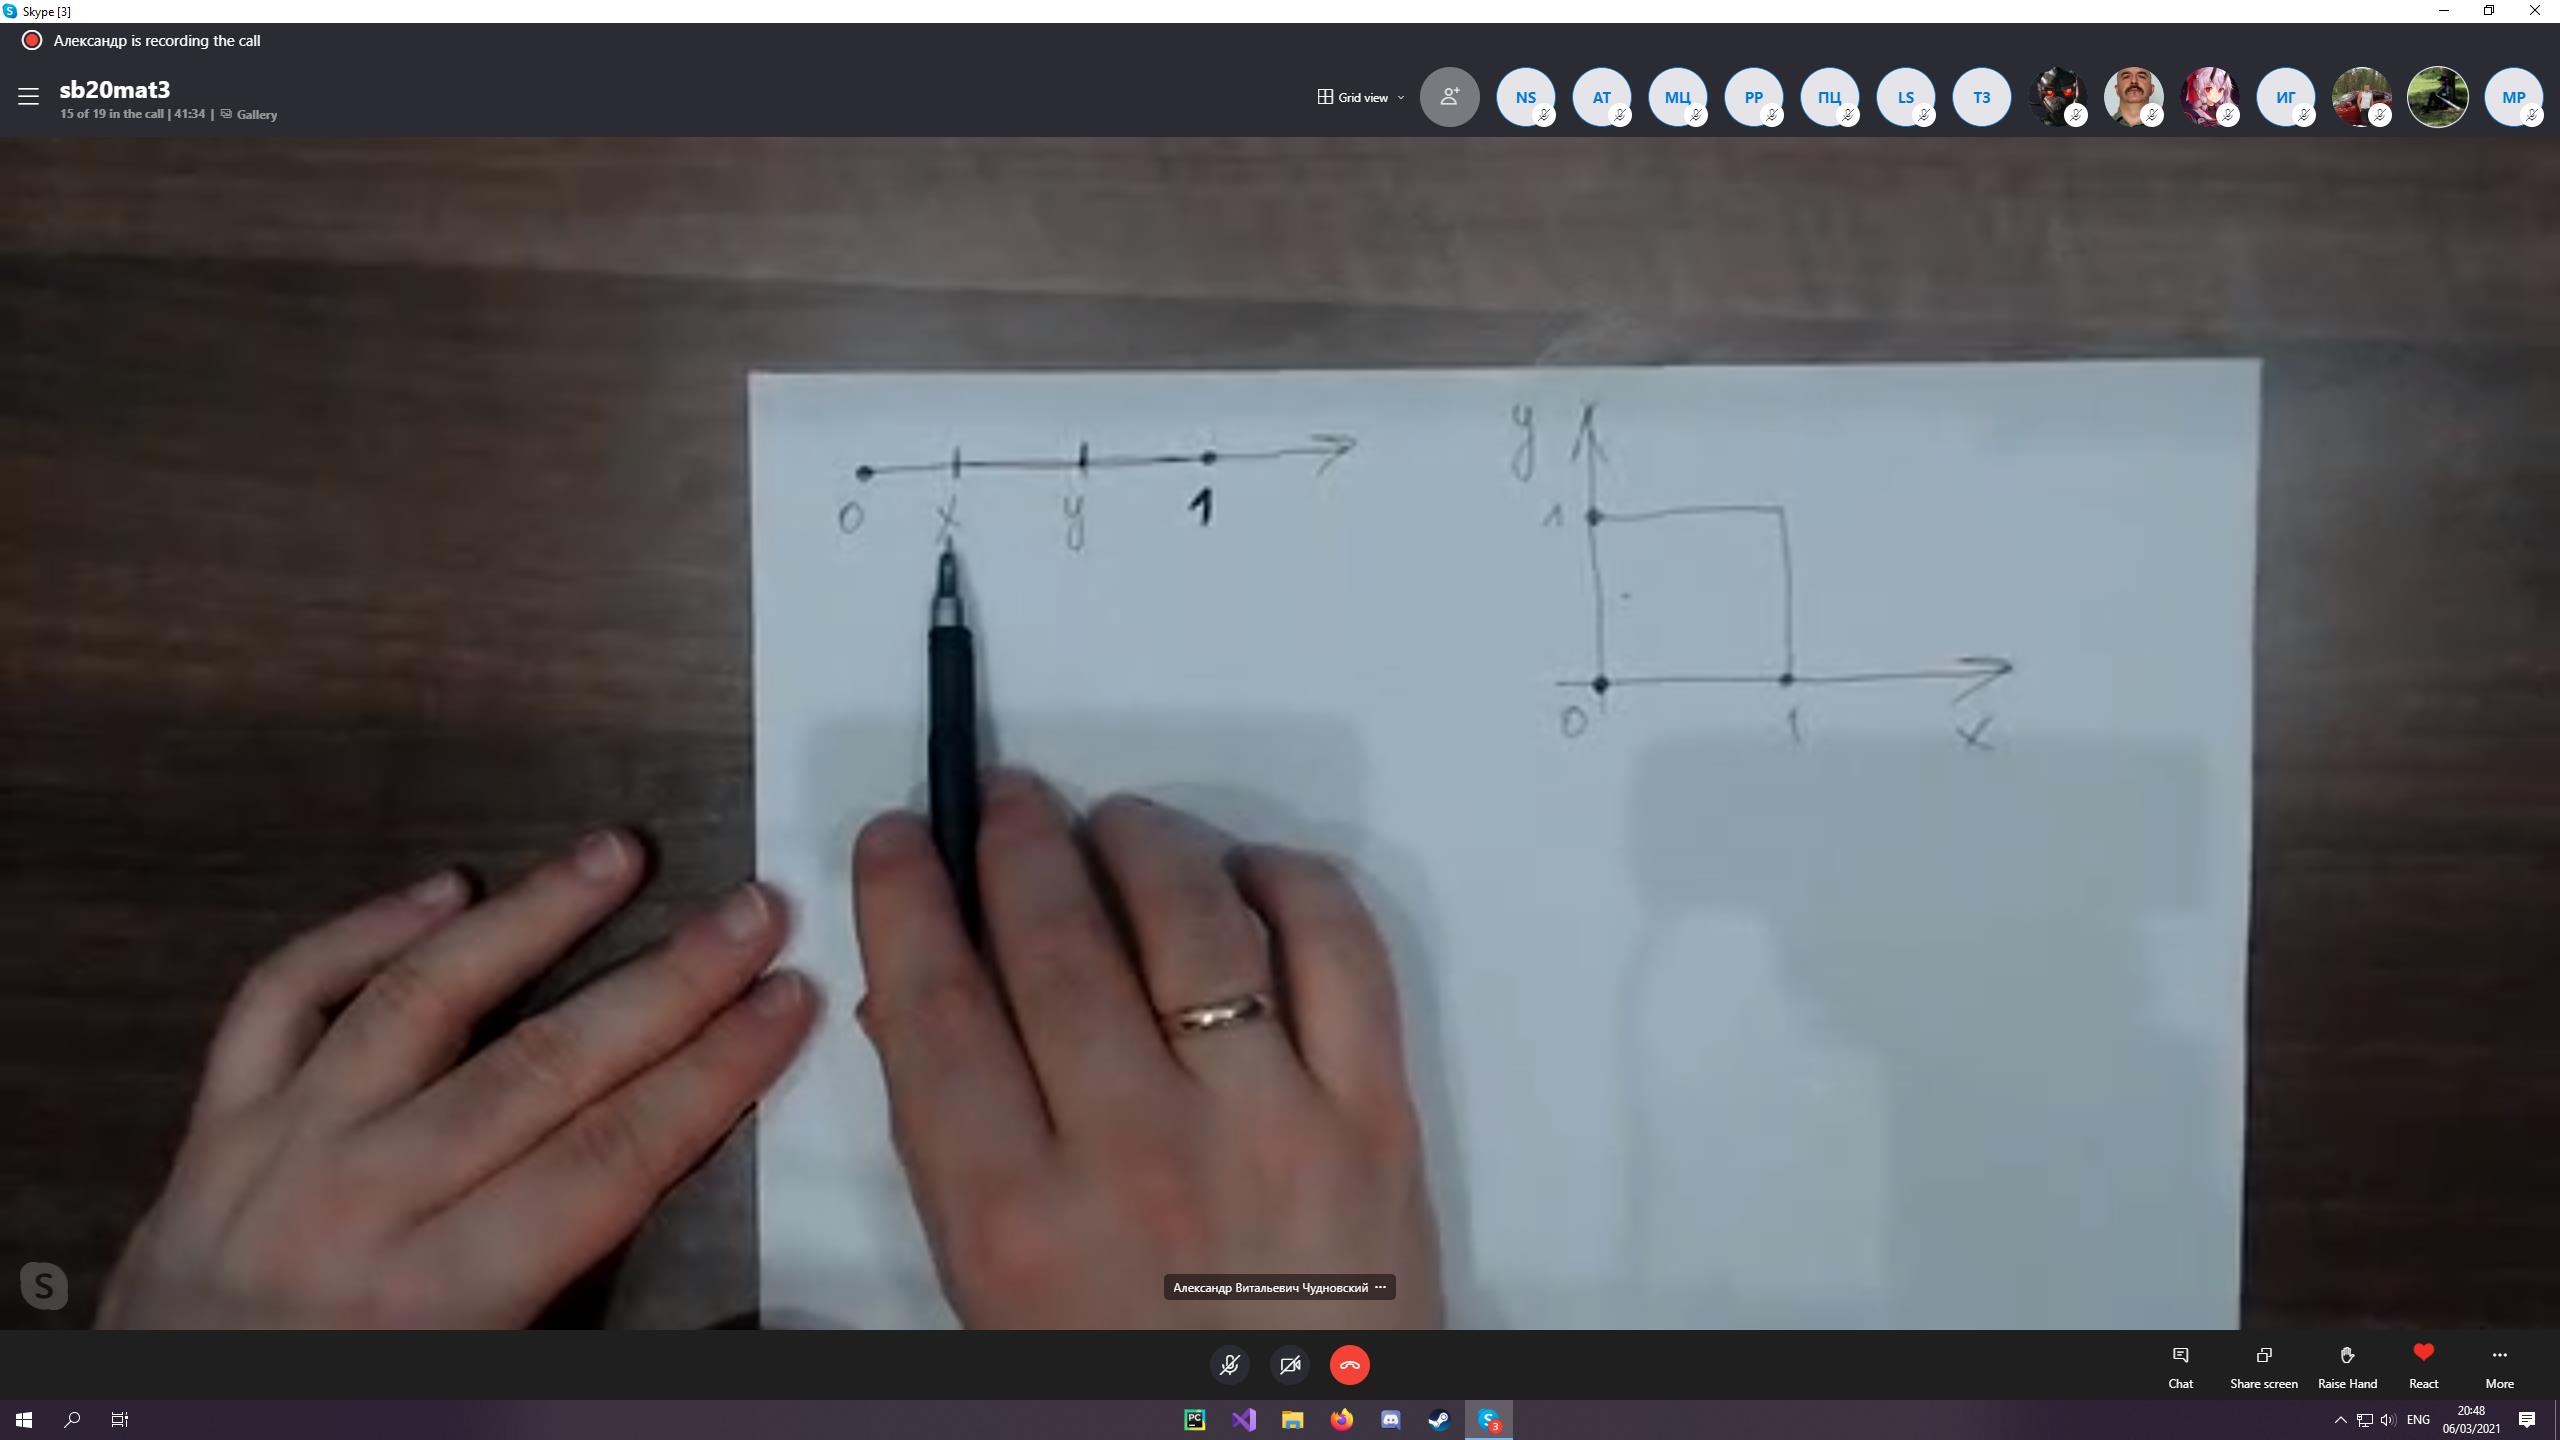 Skype [3]
Александр is recording the call
sb20mat3
15 of 19 in the call | 41:34 | Gallery
Grid view
NS AT МЦ PP ПЦ LS ТЗ ИГ MP
0 x y 1
y
1
0 1 x
Александр Витальевич Чудновский
Chat Share screen Raise Hand React More
PC
S 3
ENG
20:48
06/03/2021